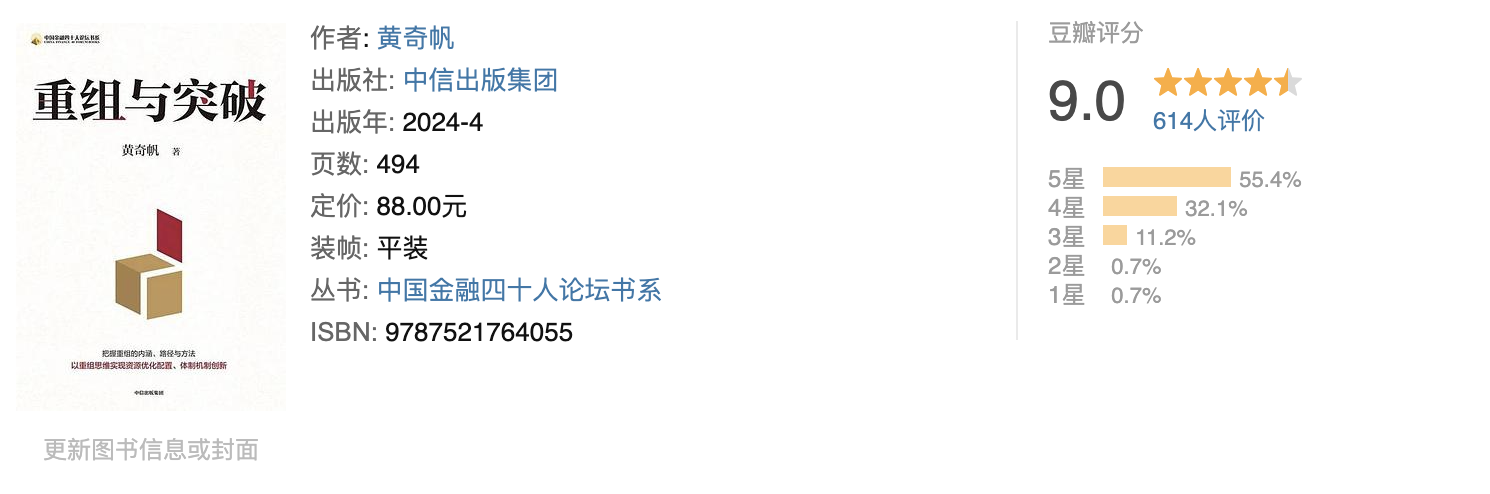 中国金融四十人论坛书系
CHINA FINANCE 40 FORUM BOOKS
重组与突破
黄奇帆 著
把握重组的内涵、路径与方法
以重组思维实现资源优化配置、体制机制创新
中信出版集团
更新图书信息或封面
作者: 黄奇帆
出版社: 中信出版集团
出版年: 2024-4
页数: 494
定价: 88.00元
装帧: 平装
丛书: 中国金融四十人论坛书系
ISBN: 9787521764055
豆瓣评分
9.0
614人评价
5星 55.4%
4星 32.1%
3星 11.2%
2星 0.7%
1星 0.7%